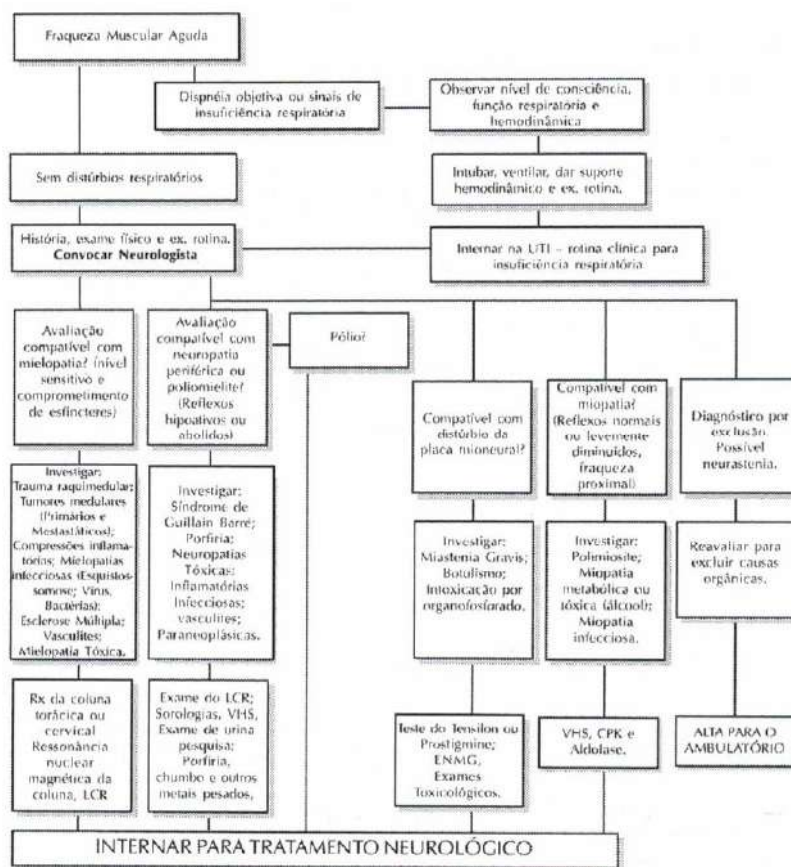 Fraqueza Muscular Aguda
Dispnéia objetiva ou sinais de
insuficiência respiratória
Observar nível de consciência,
função respiratória e
hemodinâmica
Sem distúrbios respiratórios
Intubar, ventilar, dar suporte
hemodinâmico e ex. rotina.
História, exame físico e ex. rotina.
Convocar Neurologista
Internar na UTI – rotina clínica para
insuficiência respiratória
Avaliação
compatível com
mielopatia? (nível
sensitivo e
comprometimento
de esfincteres)
Avaliação
compatível com
neuropatia
periférica ou
poliomielite?
(Reflexos
hipoativos ou
abolidos)
Pólio?
Compatível com
distúrbio da
placa mioneural?
Compatível com
miopatia?
(Reflexos normais
ou levemente
diminuidos,
fraqueza
proximal)
Diagnóstico por
exclusão.
Possível
neurastenia.
Investigar:
Trauma raquimedular;
Tumores medulares
(Primários e
Mestastáticos);
Compressões inflama-
tórias; Mielopatias
infecciosas (Esquistos-
somose; Vírus,
Bactérias);
Esclerose Múltipla;
Vasculites;
Mielopatia Tóxica.
Investigar:
Síndrome de
Guillain Barré;
Porfiria;
Neuropatias
Tóxicas;
Inflamatórias
Infecciosas;
vasculites;
Paraneoplásicas.
Investigar:
Miastenia Gravis;
Botulismo;
Intoxicação por
organofosforado.
Investigar:
Polimiosite;
Miopatia
metabólica ou
tóxica (álcool);
Miopatia
infecciosa.
Reavaliar para
excluir causas
orgânicas.
Rx da coluna
torácica ou
cervical
Ressonância
nuclear
magnética da
coluna, LCR
Exame do LCR;
Sorologias, VHS,
Exame de urina
pesquisa;
Porfiria,
chumbo e outros
metais pesados,
Teste do Tensilon ou
Prostigmine;
ENMG,
Exames
Toxicológicos.
VHS, CPK e
Aldolase.
ALTA PARA O
AMBULATÓRIO
INTERNAR PARA TRATAMENTO NEUROLÓGICO